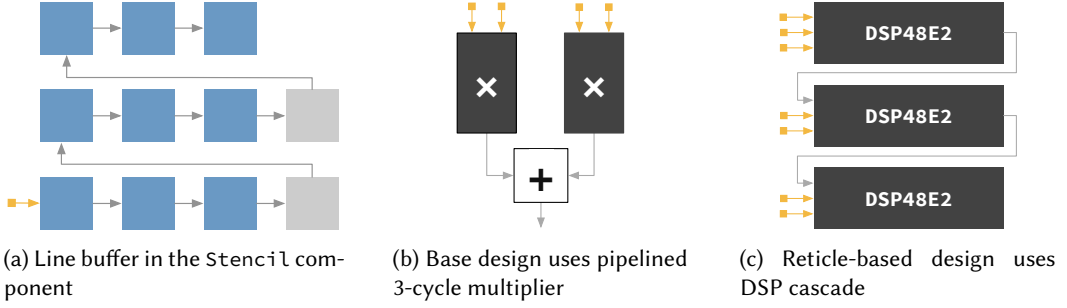 ×
×
+
DSP48E2
DSP48E2
DSP48E2
(a) Line buffer in the Stencil com-
ponent
(b) Base design uses pipelined
3-cycle multiplier
(c) Reticle-based design uses
DSP cascade